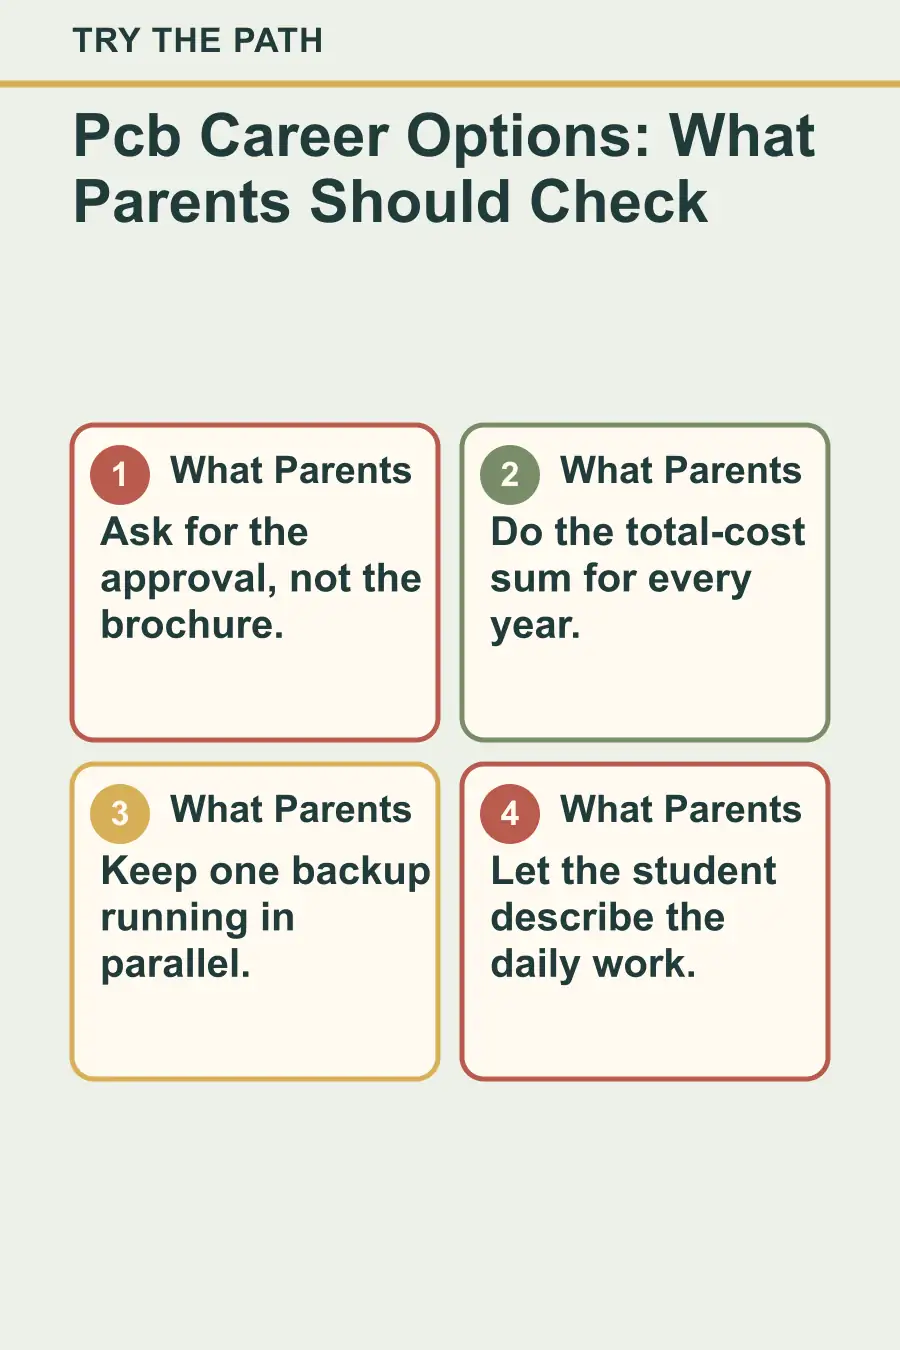 TRY THE PATH
Pcb Career Options: What
Parents Should Check
1 What Parents
Ask for the
approval, not the
brochure.
2 What Parents
Do the total-cost
sum for every
year.
3 What Parents
Keep one backup
running in
parallel.
4 What Parents
Let the student
describe the
daily work.